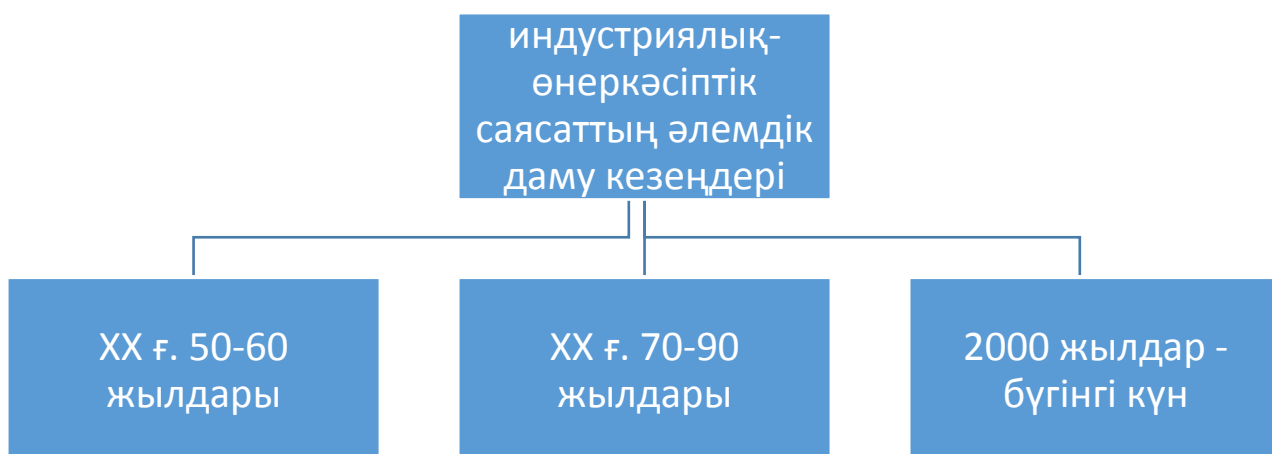 индустриялық-
өнеркәсіптік
саясаттың әлемдік
даму кезеңдері
ХХ ғ. 50-60
жылдары
ХХ ғ. 70-90
жылдары
2000 жылдар -
бүгінгі күн